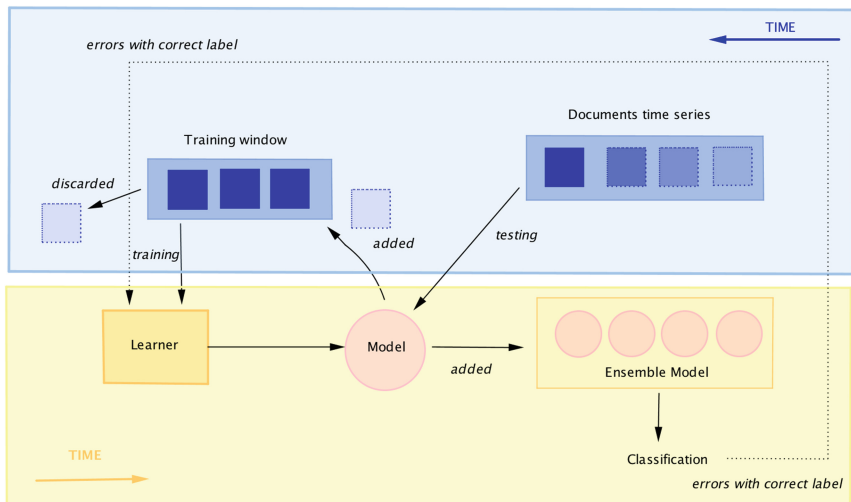 TIME
errors with correct label
Documents time series
Training window
discarded
added
testing
training
Learner
Model
added
Ensemble Model
TIME
Classification
errors with correct label